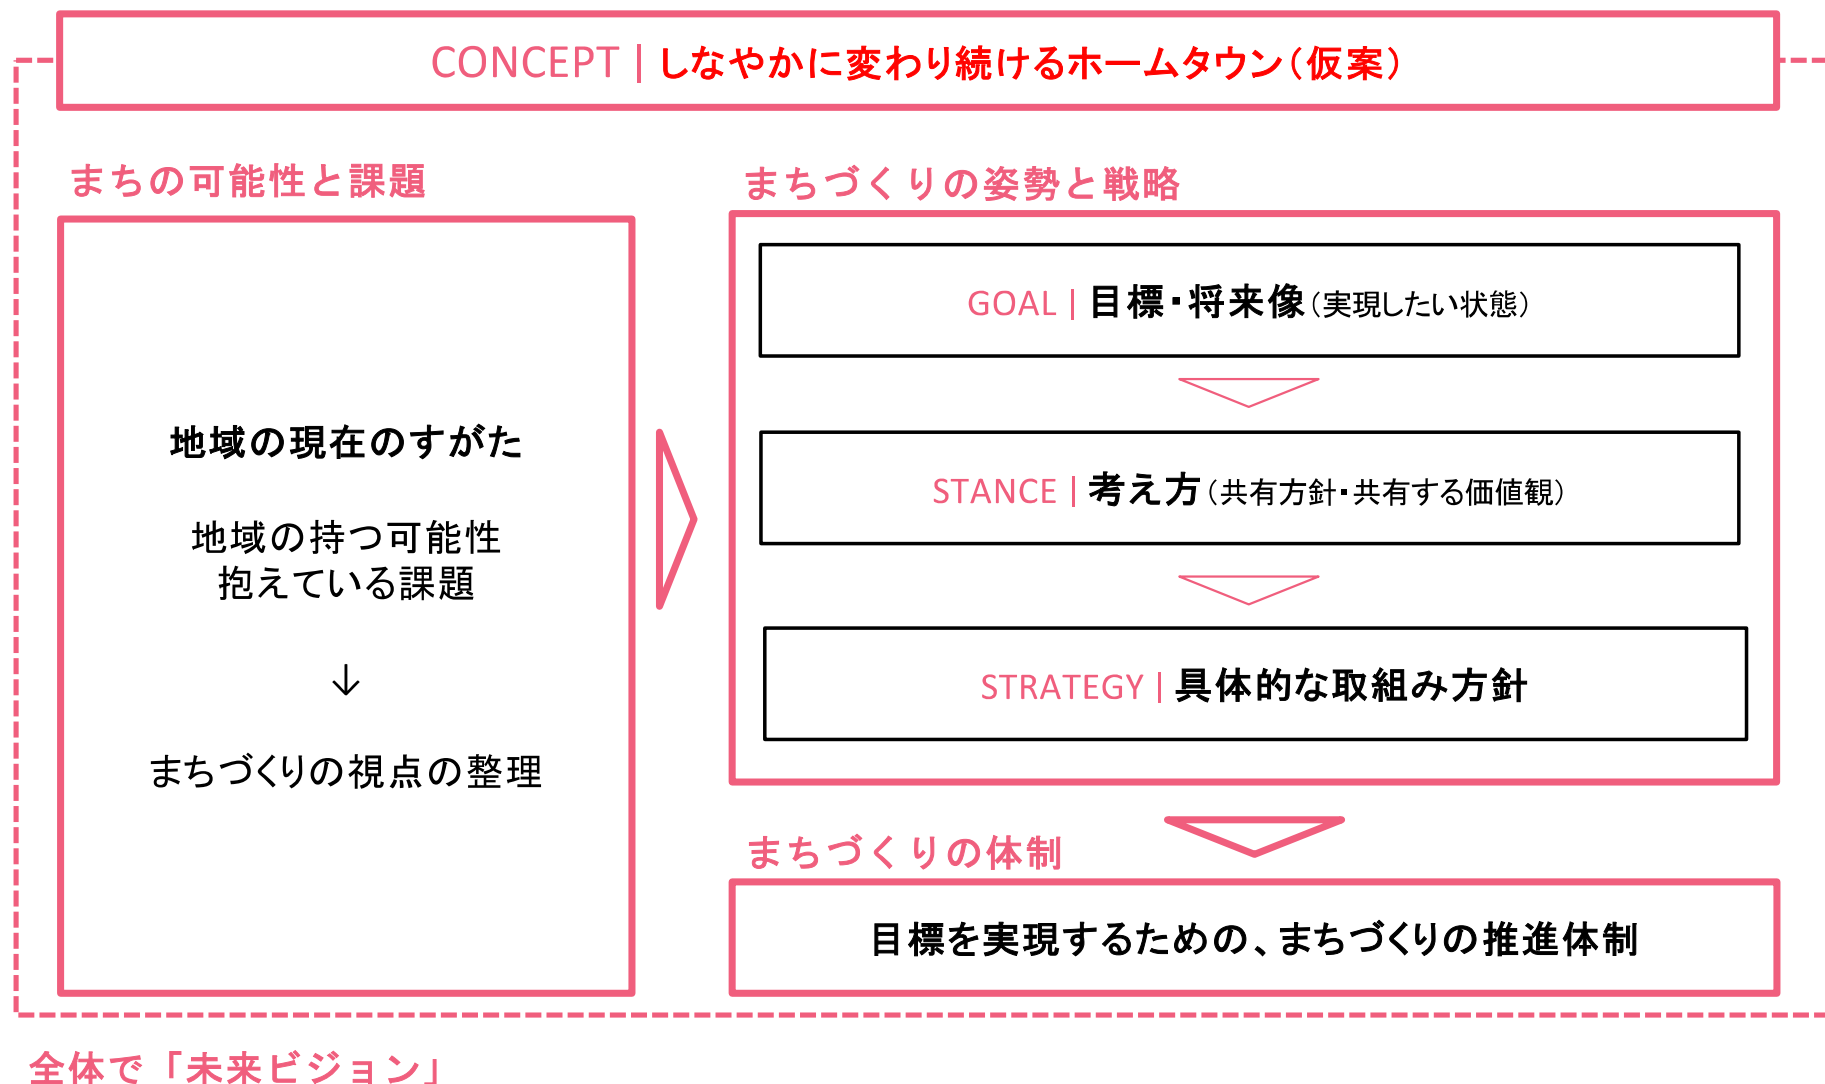 CONCEPT｜しなやかに変わり続けるホームタウン（仮案）
まちの可能性と課題
地域の現在のすがた
地域の持つ可能性
抱えている課題
↓
まちづくりの視点の整理
まちづくりの姿勢と戦略
GOAL｜目標・将来像（実現したい状態）
STANCE｜考え方（共有方針・共有する価値観）
STRATEGY｜具体的な取組み方針
まちづくりの体制
目標を実現するための、まちづくりの推進体制
全体で「未来ビジョン」